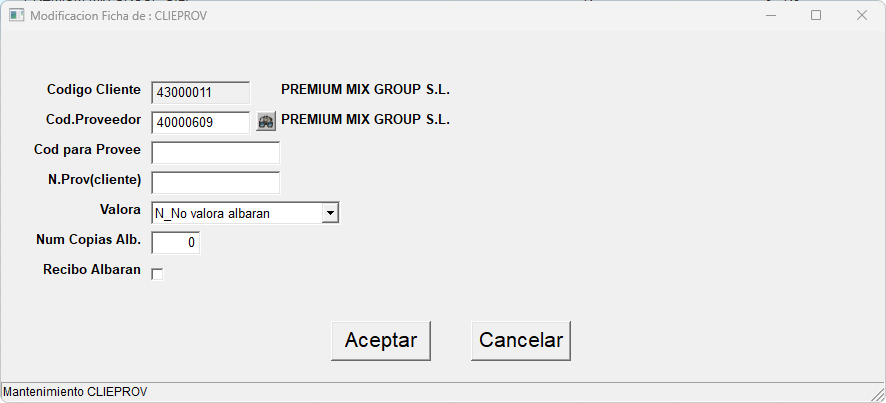 Modificacion Ficha de : CLIEPROV
Codigo Cliente 43000011 PREMIUM MIX GROUP S.L.
Cod.Proveedor 40000609 PREMIUM MIX GROUP S.L.
Cod para Provee
N.Prov(cliente)
Valora N_No valora albaran
Num Copias Alb. 0
Recibo Albaran
Aceptar Cancelar
Mantenimiento CLIEPROV